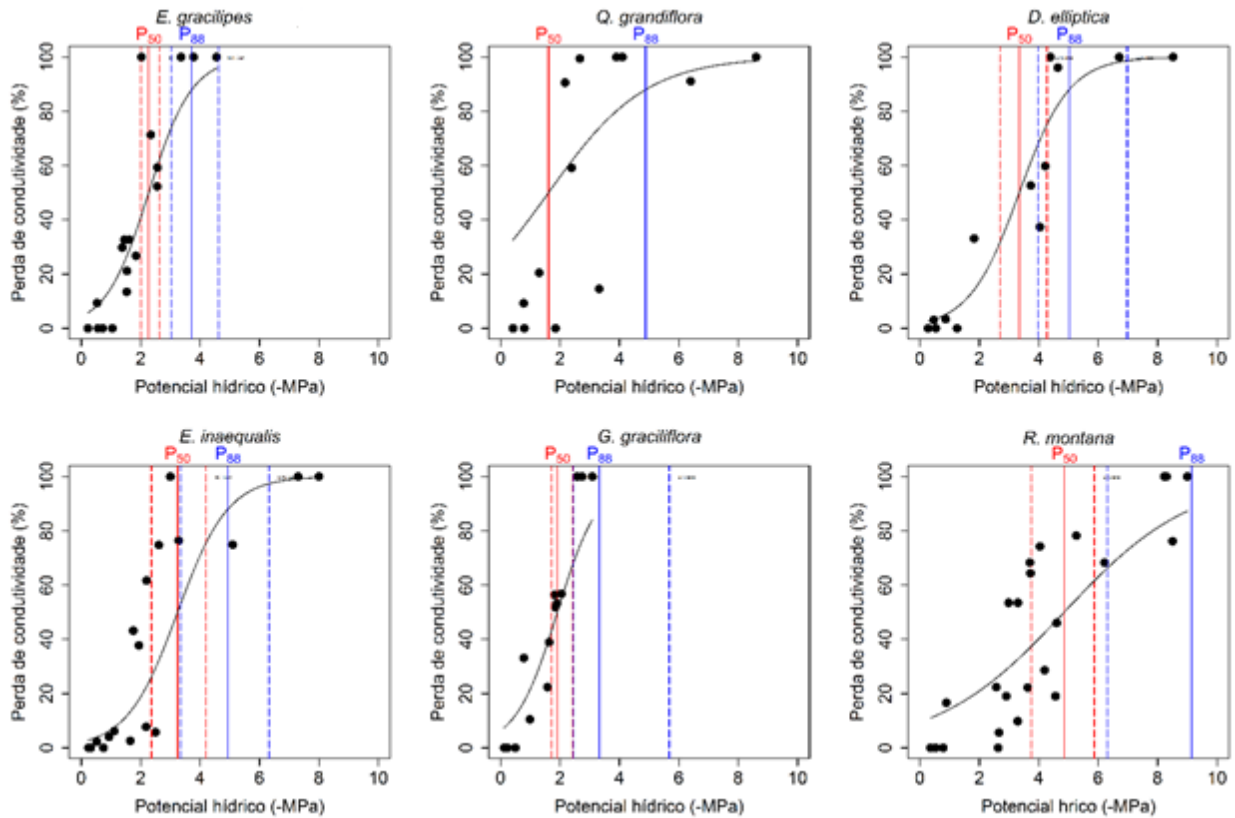 E. gracilipes
Q. grandiflora
D. elliptica
P50 P88
P50 P88
P50 P88
Perda de condutividade (%)
0 20 40 60 80 100
0 2 4 6 8 10
Potencial hídrico (-MPa)
Perda de condutividade (%)
0 20 40 60 80 100
0 2 4 6 8 10
Potencial hídrico (-MPa)
Perda de condutividade (%)
0 20 40 60 80 100
0 2 4 6 8 10
Potencial hídrico (-MPa)
E. inaequalis
G. graciliflora
R. montana
P50 P88
P50 P88
P50 P88
Perda de condutividade (%)
0 20 40 60 80 100
0 2 4 6 8 10
Potencial hídrico (-MPa)
Perda de condutividade (%)
0 20 40 60 80 100
0 2 4 6 8 10
Potencial hídrico (-MPa)
Perda de condutividade (%)
0 20 40 60 80 100
0 2 4 6 8 10
Potencial hrico (-MPa)